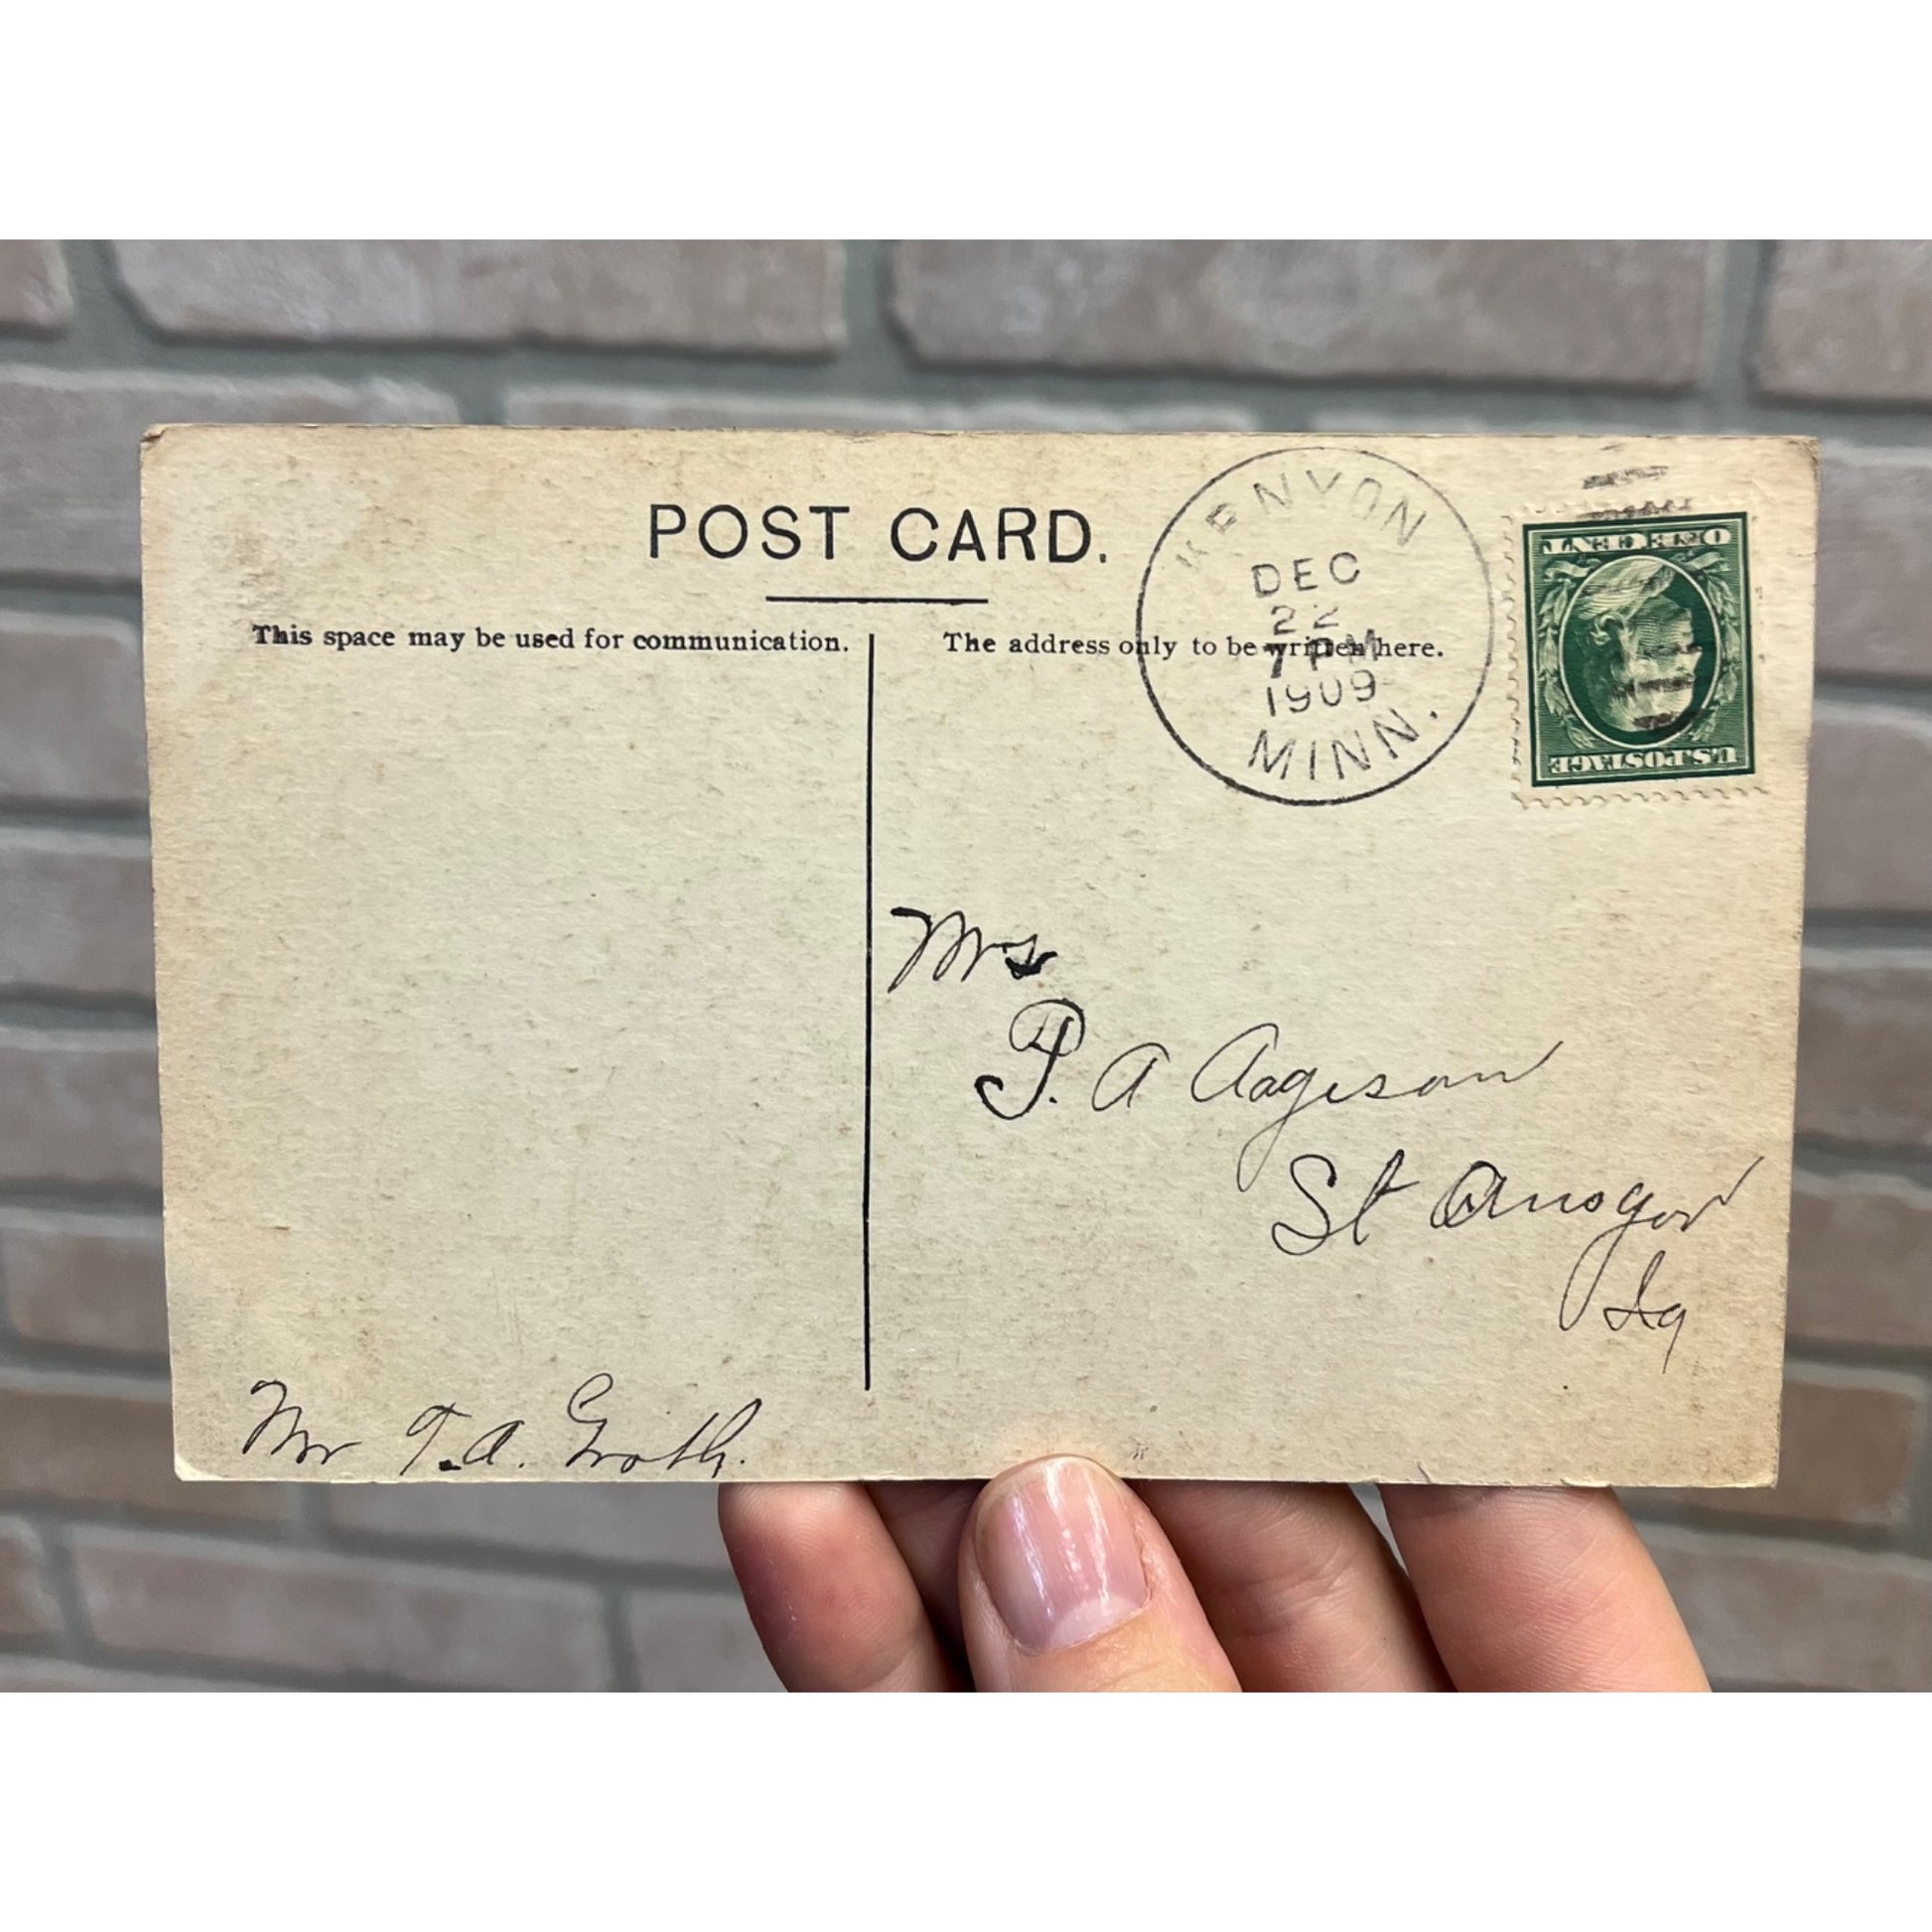 POST CARD.
KENYON
DEC
22
7 PM
1909
MINN.
ONE CENT
U.S. POSTAGE
This space may be used for communication.
The address only to be written here.
Mrs
P. A Aageson
St Ansgar
Ia
Mr T.A. Groth.